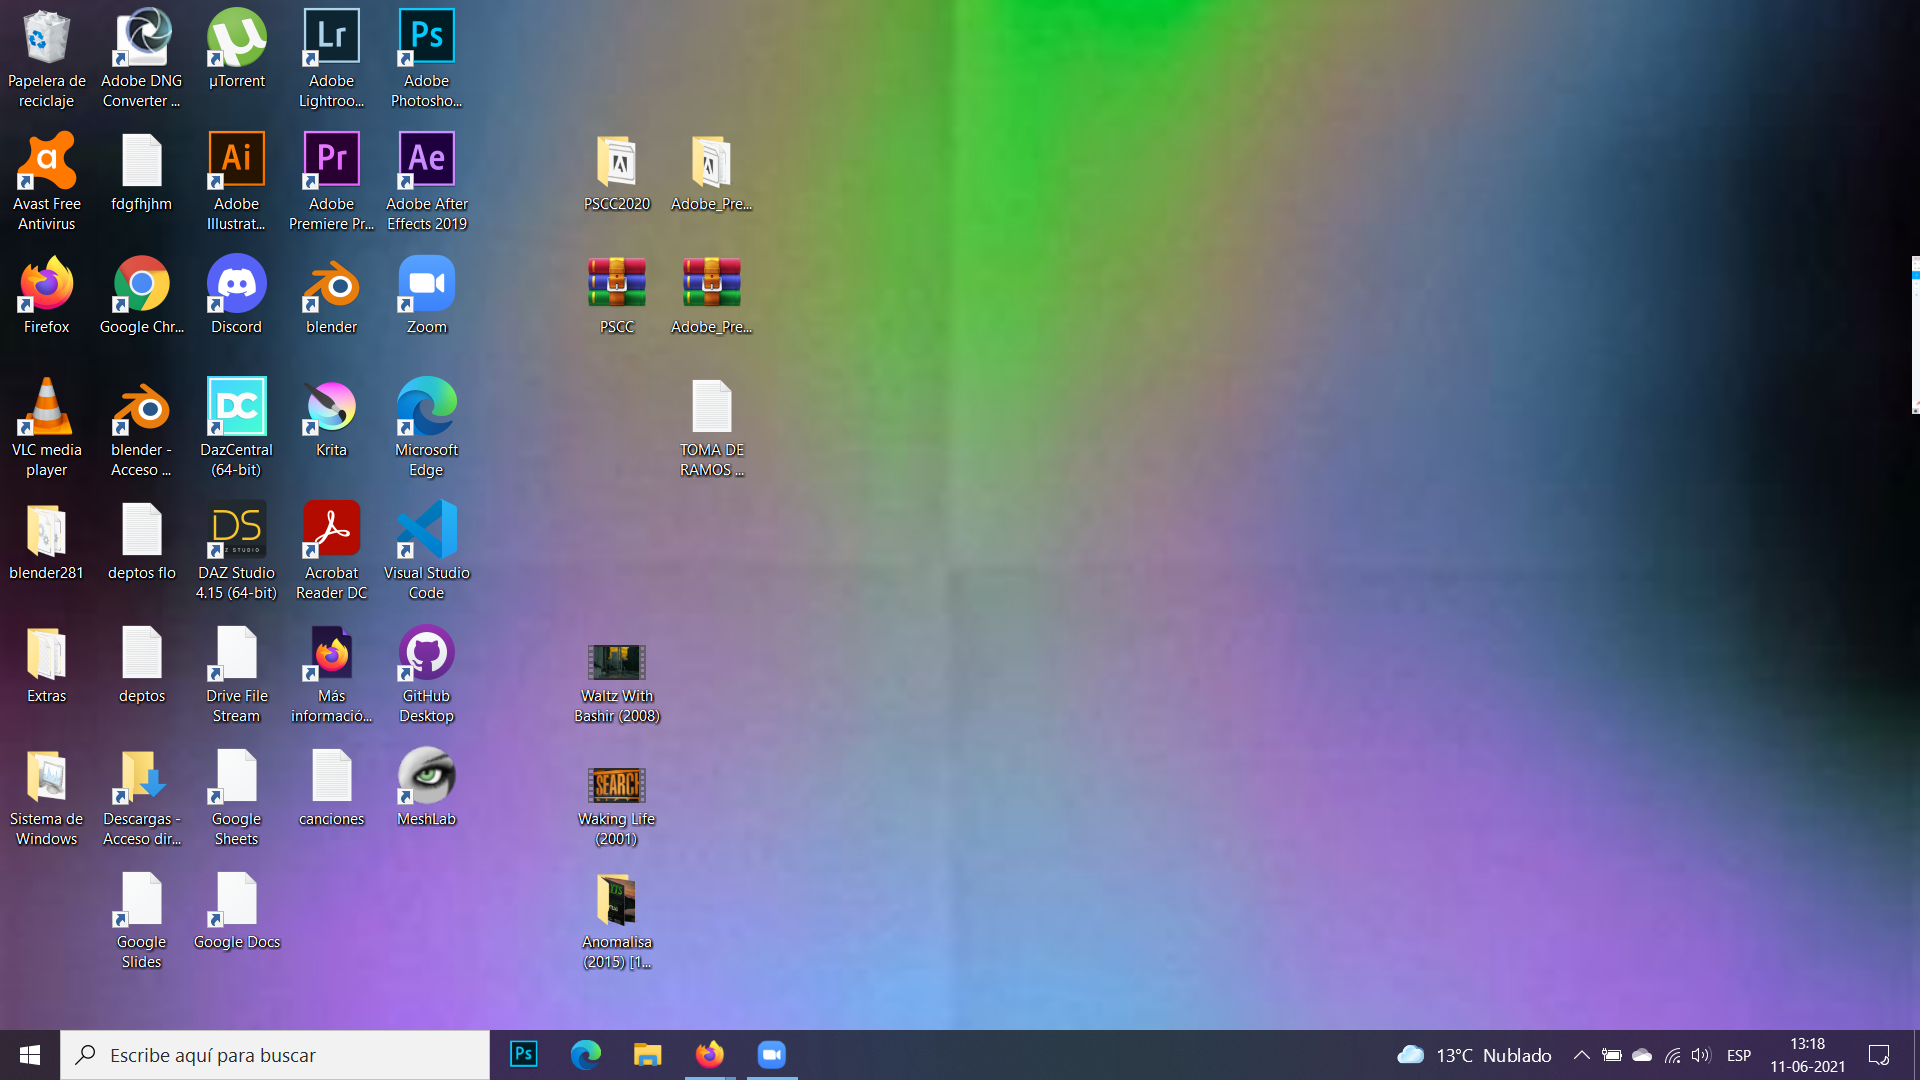 Papelera de
reciclaje
Adobe DNG
Converter ...
µTorrent
Lr
Adobe
Lightroo...
Ps
Adobe
Photosho...
a
Avast Free
Antivirus
fdgfhjhm
Ai
Adobe
Illustrat...
Pr
Adobe
Premiere Pr...
Ae
Adobe After
Effects 2019
PSCC2020
Adobe_Pre...
Firefox
Google Chr...
Discord
blender
Zoom
PSCC
Adobe_Pre...
VLC media
player
blender -
Acceso ...
DC
DazCentral
(64-bit)
Krita
Microsoft
Edge
TOMA DE
RAMOS ...
blender281
deptos flo
DS
DAZ Studio
4.15 (64-bit)
Acrobat
Reader DC
Visual Studio
Code
Extras
deptos
Drive File
Stream
Más
informació...
GitHub
Desktop
Waltz With
Bashir (2008)
Sistema de
Windows
Descargas -
Acceso dir...
Google
Sheets
canciones
MeshLab
SEARCH
Waking Life
(2001)
Google
Slides
Google Docs
Anomalisa
(2015) [1...
Escribe aquí para buscar
Ps
13°C Nublado
ESP
13:18
11-06-2021